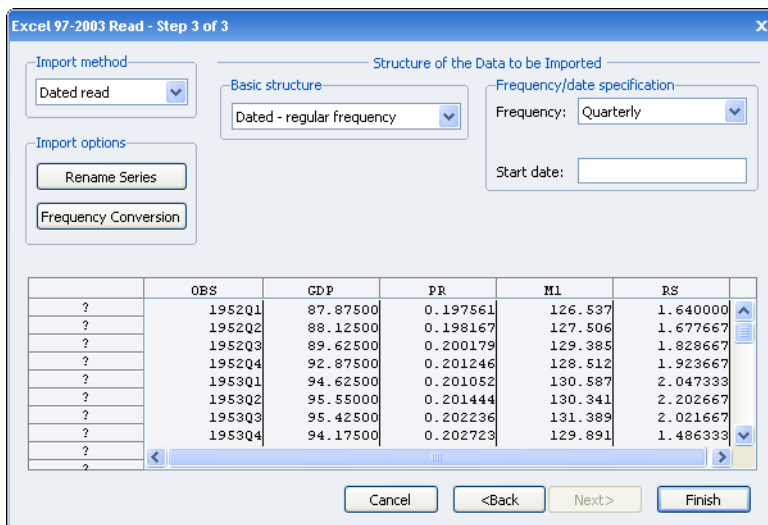 Excel 97-2003 Read - Step 3 of 3
Import method
Dated read
Import options
Rename Series
Frequency Conversion
Structure of the Data to be Imported
Basic structure
Dated - regular frequency
Frequency/date specification
Frequency: Quarterly
Start date:
OBS GDP PR M1 RS
? 1952Q1 87.87500 0.197561 126.537 1.640000
? 1952Q2 88.12500 0.198167 127.506 1.677667
? 1952Q3 89.62500 0.200179 129.385 1.828667
? 1952Q4 92.87500 0.201246 128.512 1.923667
? 1953Q1 94.62500 0.201052 130.587 2.047333
? 1953Q2 95.55000 0.201444 130.341 2.202667
? 1953Q3 95.42500 0.202236 131.389 2.021667
? 1953Q4 94.17500 0.202723 129.891 1.486333
?
?
Cancel <Back Next> Finish